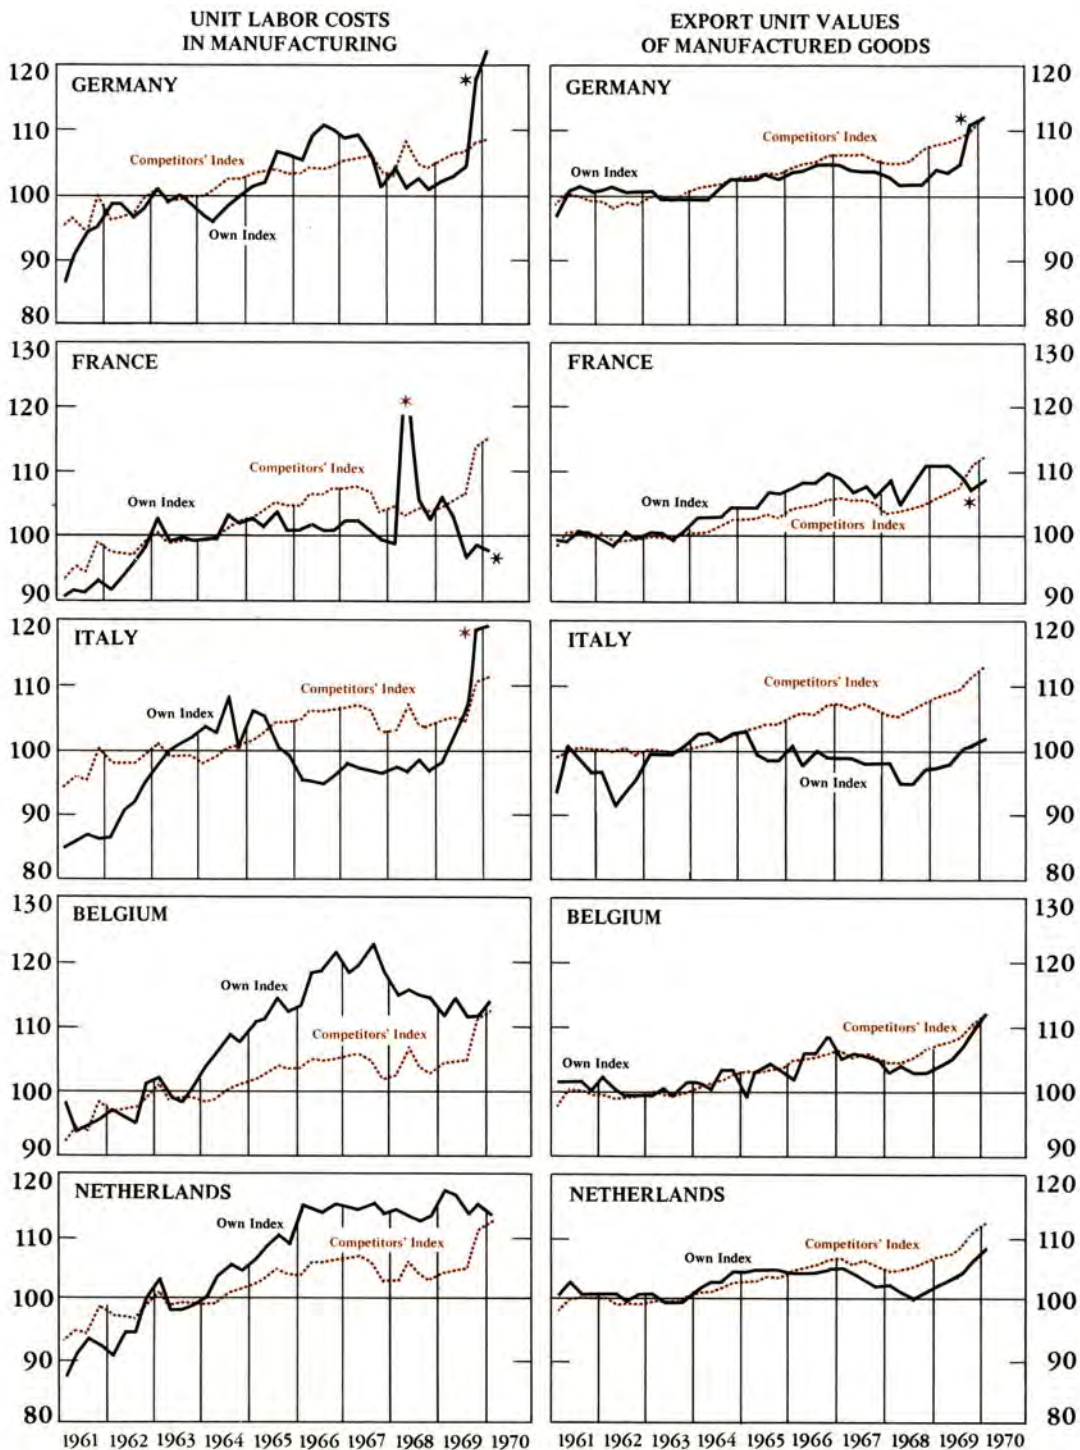 UNIT LABOR COSTS
IN MANUFACTURING
120
GERMANY
*
110
Competitors' Index
100
Own Index
90
80
130
FRANCE
120
*
110
Competitors' Index
Own Index
100
*
90
120
ITALY
*
110
Competitors' Index
Own Index
100
90
80
130
BELGIUM
120
Own Index
110
Competitors' Index
100
90
120
NETHERLANDS
110
Own Index
Competitors' Index
100
90
80
1961 1962 1963 1964 1965 1966 1967 1968 1969 1970
EXPORT UNIT VALUES
OF MANUFACTURED GOODS
120
GERMANY
*
110
Competitors' Index
Own Index
100
90
80
130
FRANCE
120
110
Own Index
*
Competitors Index
100
90
120
ITALY
110
Competitors' Index
100
Own Index
90
80
130
BELGIUM
120
110
Competitors' Index
Own Index
100
90
120
NETHERLANDS
110
Competitors' Index
Own Index
100
90
80
1961 1962 1963 1964 1965 1966 1967 1968 1969 1970